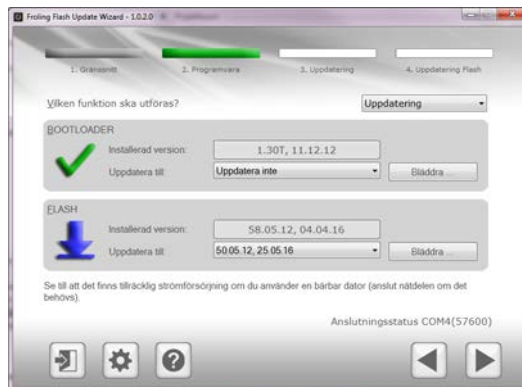 Froling Flash Update Wizard - 1.0.2.0
1. Gränssnitt 2. Programvara 3. Uppdatering 4. Uppdatering Flash
Vilken funktion ska utföras? Uppdatering
BOOTLOADER
Installerad version: 1.30T, 11.12.12
Uppdatera till: Uppdatera inte Bläddra ...
FLASH
Installerad version: 58.05.12, 04.04.16
Uppdatera till: 50.05.12, 25.05.16 Bläddra ...
Se till att det finns tillräcklig strömförsörjning om du använder en bärbar dator (anslut nätdelen om det
behövs).
Anslutningsstatus COM4(57600)